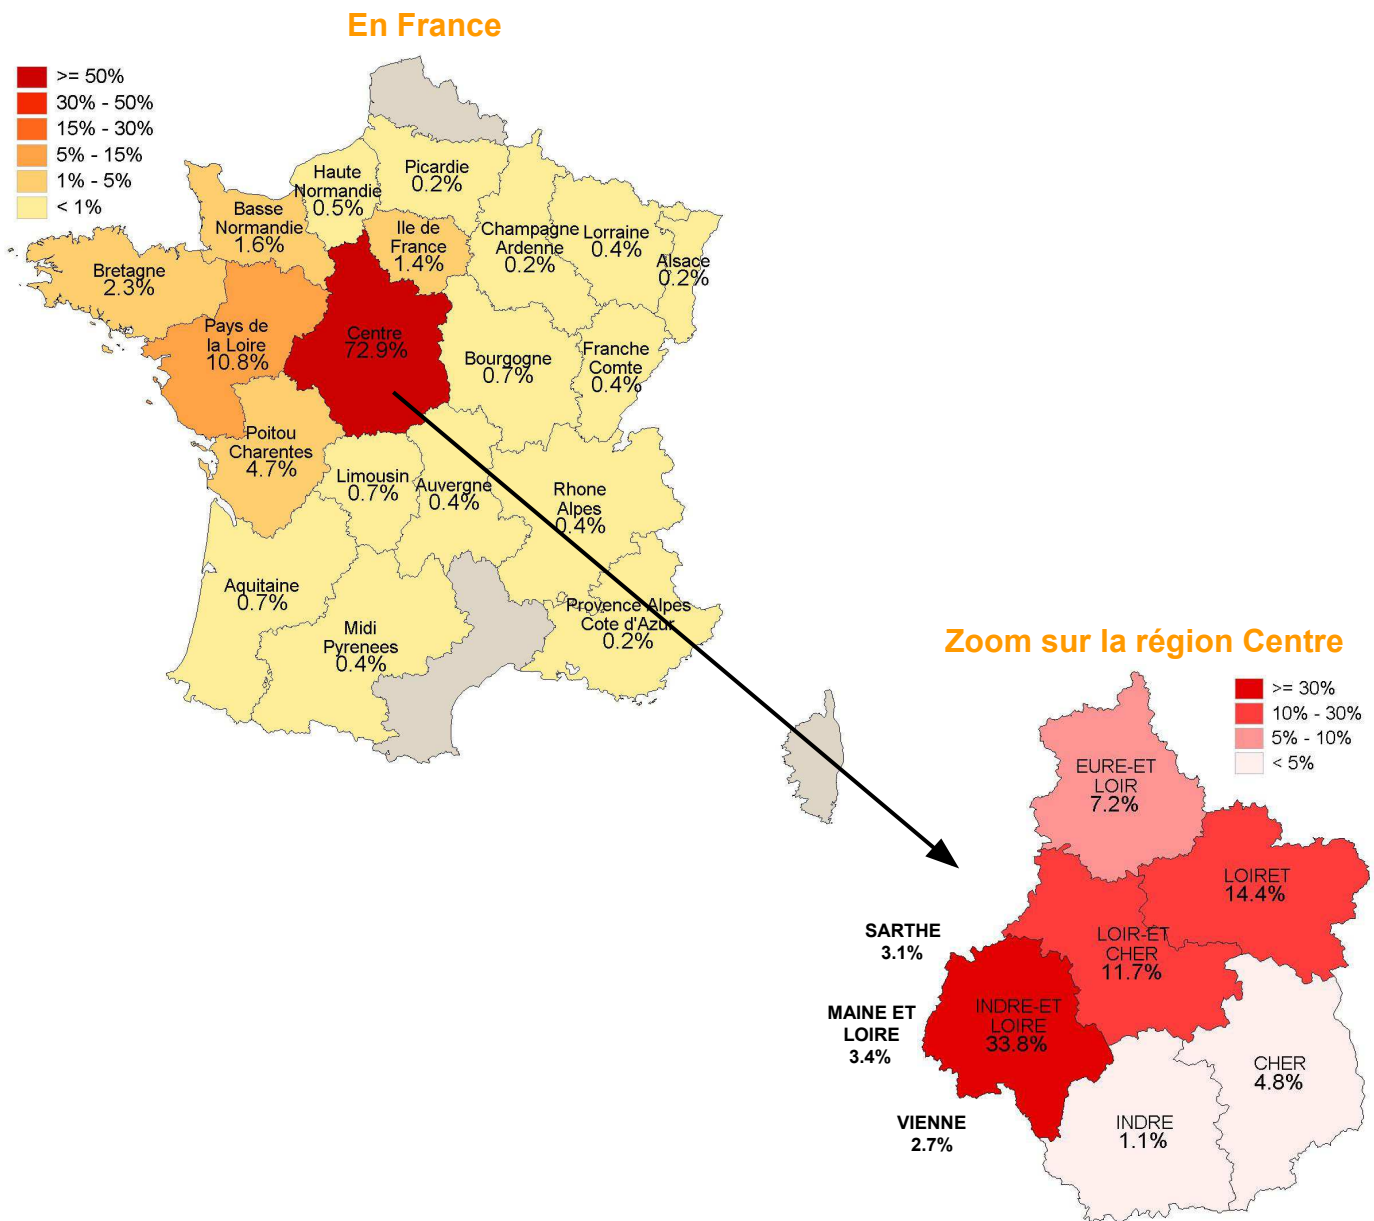 En France
>= 50%
30% - 50%
15% - 30%
5% - 15%
1% - 5%
< 1%
Picardie
0.2%
Haute
Normandie
0.5%
Basse
Normandie
1.6%
Ile de
France
1.4%
Champagne
Ardenne
0.2%
Lorraine
0.4%
Alsace
0.2%
Bretagne
2.3%
Pays de
la Loire
10.8%
Centre
72.9%
Bourgogne
0.7%
Franche
Comte
0.4%
Poitou
Charentes
4.7%
Limousin
0.7%
Auvergne
0.4%
Rhone
Alpes
0.4%
Aquitaine
0.7%
Midi
Pyrenees
0.4%
Provence Alpes
Cote d'Azur
0.2%
Zoom sur la région Centre
>= 30%
10% - 30%
5% - 10%
< 5%
EURE-ET
LOIR
7.2%
LOIRET
14.4%
LOIR-ET
CHER
11.7%
SARTHE
3.1%
INDRE-ET
LOIRE
33.8%
MAINE ET
LOIRE
3.4%
CHER
4.8%
VIENNE
2.7%
INDRE
1.1%